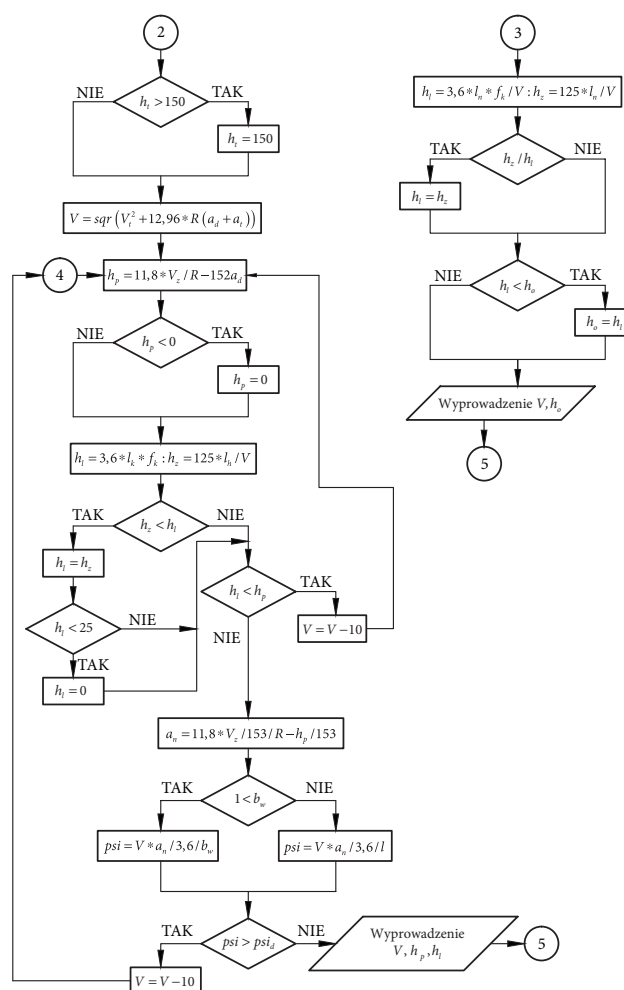 2
NIE
TAK
h_t > 150
h_t = 150
V = sqr (V_t^2 + 12,96 * R (a_d + a_t))
4
h_p = 11,8 * V_z / R − 152a_d
NIE
TAK
h_p < 0
h_p = 0
h_l = 3,6 * l_k * f_k : h_z = 125 * l_h / V
TAK
NIE
h_z < h_l
h_l = h_z
h_l < 25
NIE
TAK
h_l = 0
h_l < h_p
TAK
V = V − 10
NIE
a_n = 11,8 * V_z / 153 / R − h_p / 153
TAK
NIE
1 < b_w
psi = V * a_n / 3,6 / b_w
psi = V * a_n / 3,6 / l
TAK
NIE
psi > psi_d
V = V − 10
Wyprowadzenie
V, h_p, h_l
5
3
h_l = 3,6 * l_n * f_k / V : h_z = 125 * l_n / V
TAK
NIE
h_z / h_l
h_l = h_z
NIE
TAK
h_l < h_o
h_o = h_l
Wyprowadzenie V, h_o
5